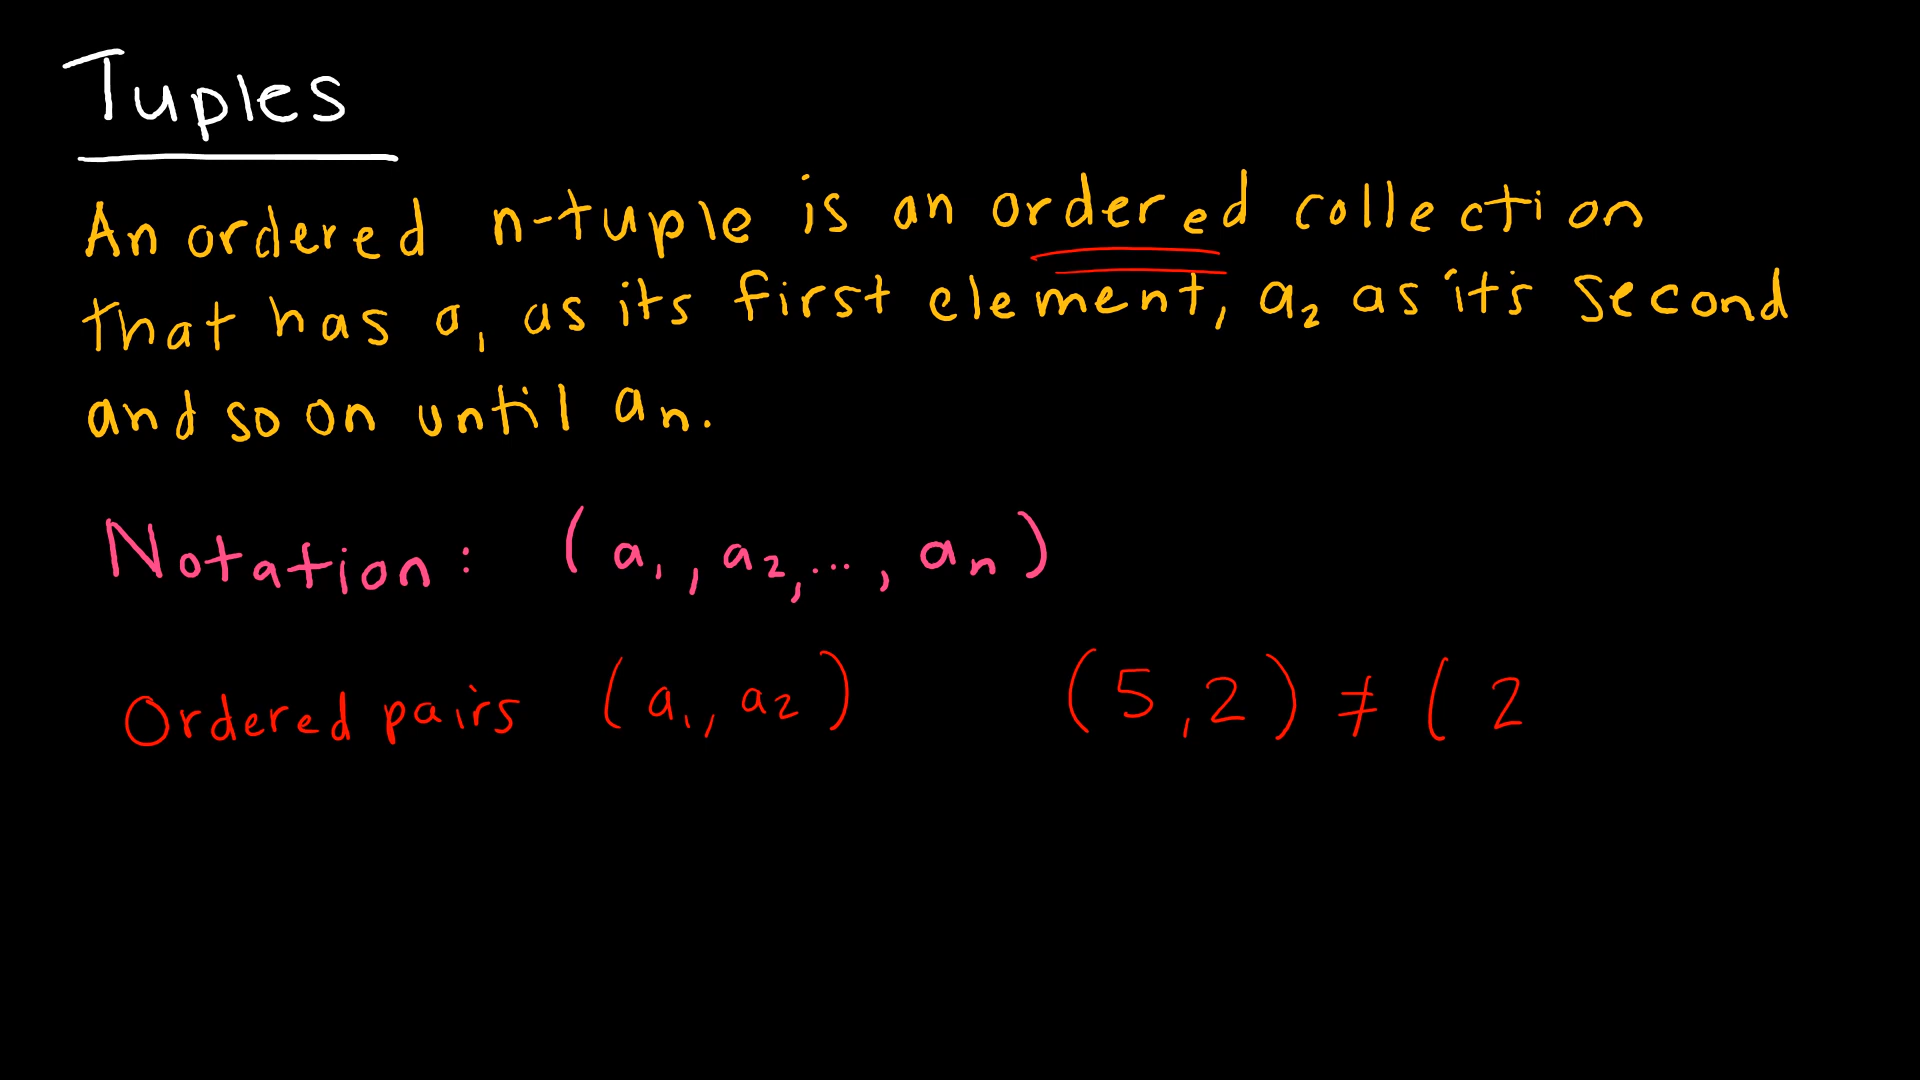 Tuples
An ordered n-tuple is an ordered collection
that has a₁ as its first element, a₂ as it's second
and so on until aₙ.
Notation: (a₁, a₂, ..., aₙ)
Ordered pairs (a₁, a₂) (5,2) ≠ ( 2